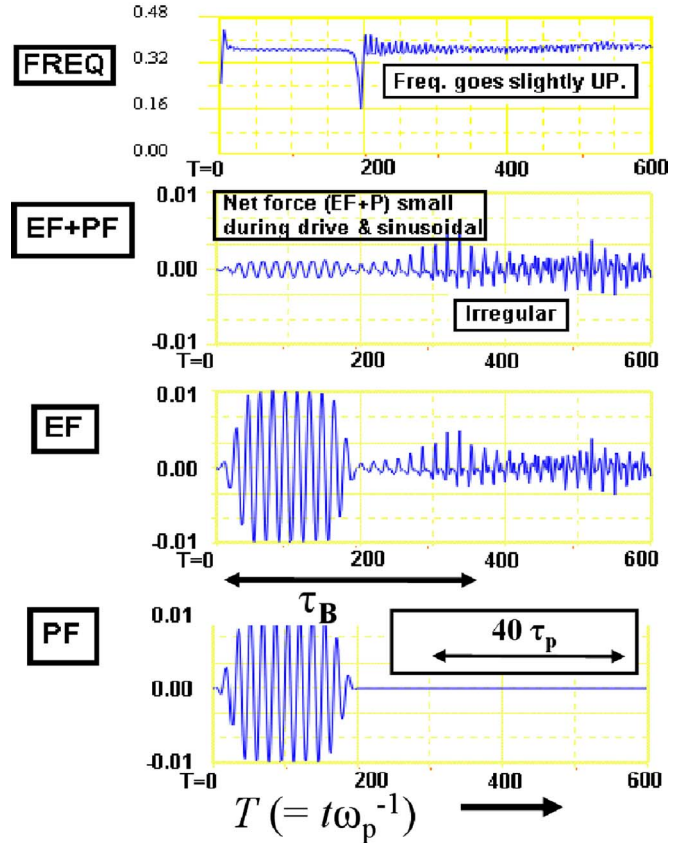 0.48
FREQ
0.32
Freq. goes slightly UP.
0.16
0.00
T=0 200 400 600
0.01
EF+PF
Net force (EF+P) small
during drive & sinusoidal
0.00
Irregular
-0.01
T=0 200 400 600
0.01
EF
0.00
-0.01
T=0 200 400 600
τB
0.01
PF
40 τp
0.00
-0.01
T=0 200 400 600
T (= tωp-1)